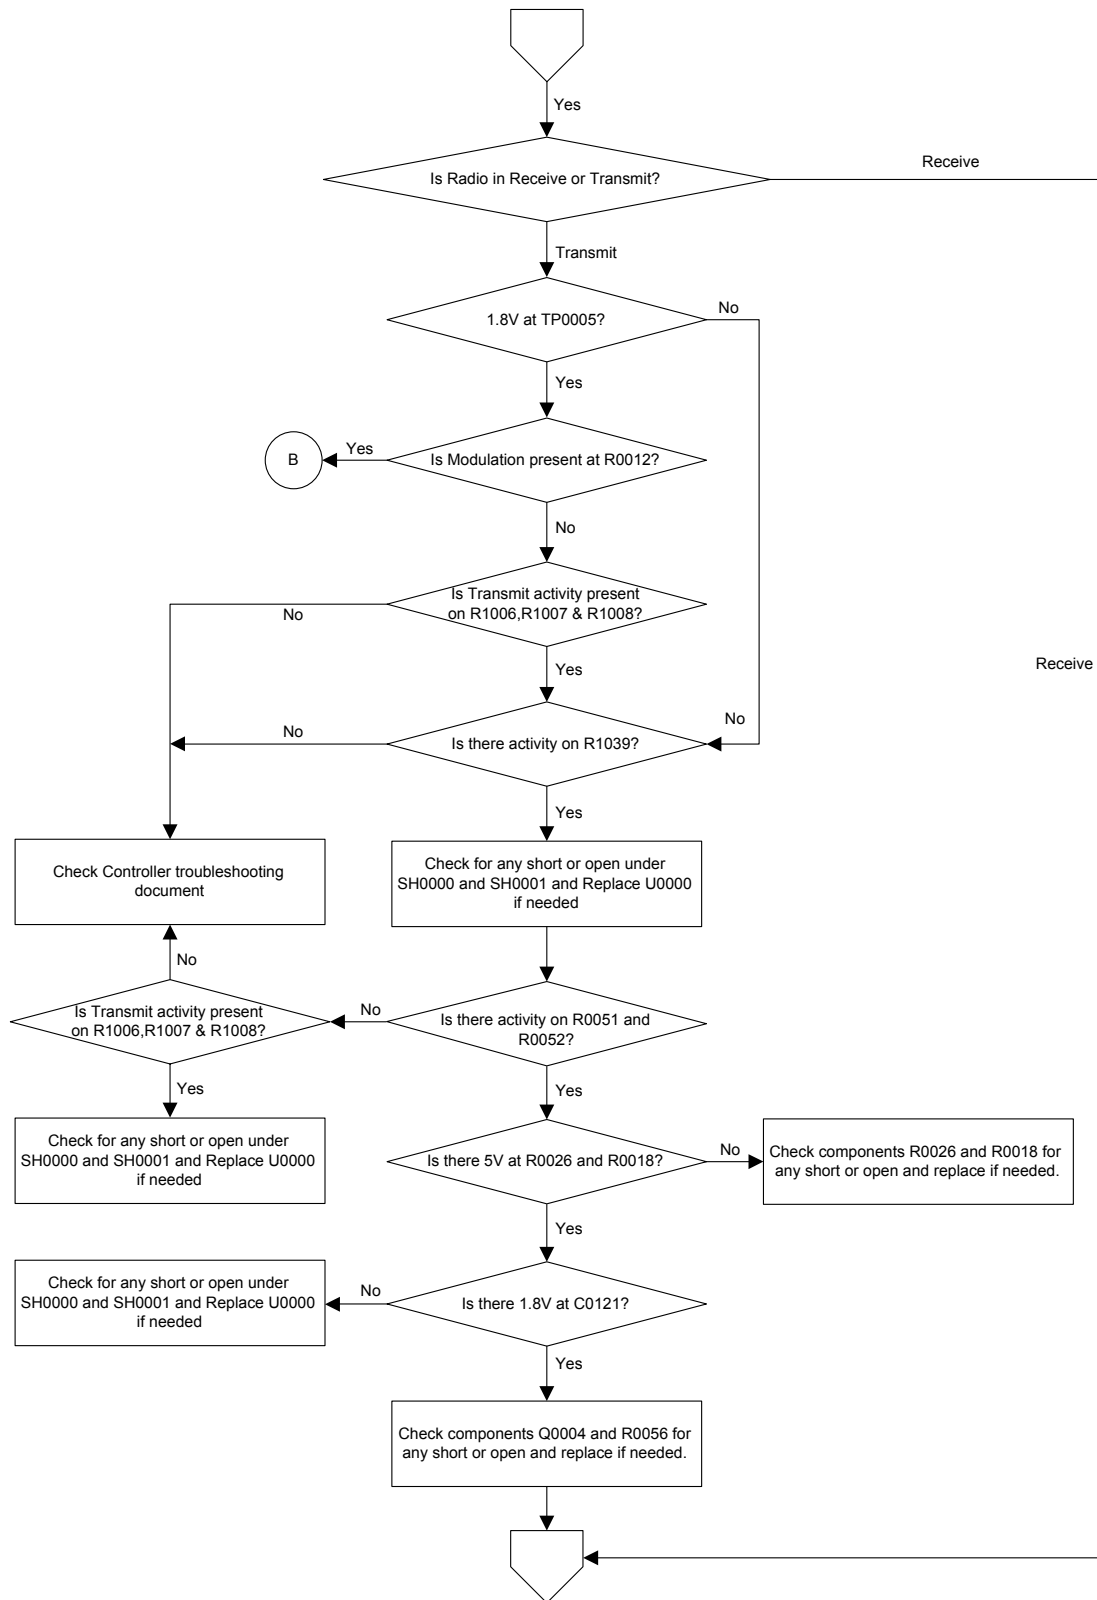 Yes
Is Radio in Receive or Transmit?
Receive
Transmit
1.8V at TP0005?
No
Yes
Is Modulation present at R0012?
Yes
B
No
Is Transmit activity present
on R1006,R1007 & R1008?
No
Yes
Receive
Is there activity on R1039?
No
No
Yes
Check Controller troubleshooting
document
Check for any short or open under
SH0000 and SH0001 and Replace U0000
if needed
No
Is Transmit activity present
on R1006,R1007 & R1008?
No
Is there activity on R0051 and
R0052?
Yes
Yes
Check for any short or open under
SH0000 and SH0001 and Replace U0000
if needed
Is there 5V at R0026 and R0018?
No
Check components R0026 and R0018 for
any short or open and replace if needed.
Yes
Check for any short or open under
SH0000 and SH0001 and Replace U0000
if needed
No
Is there 1.8V at C0121?
Yes
Check components Q0004 and R0056 for
any short or open and replace if needed.